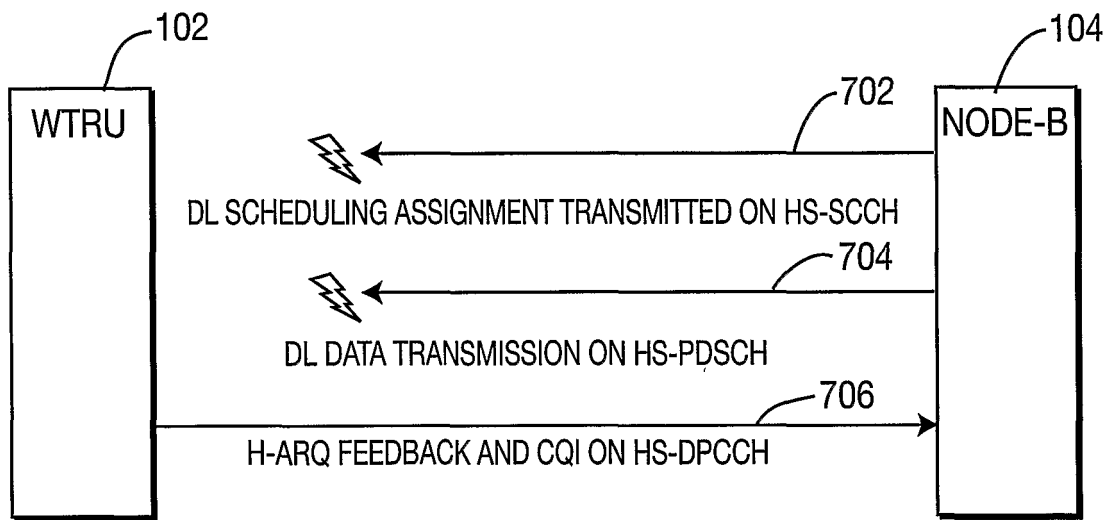 102
104
WTRU
NODE-B
702
DL SCHEDULING ASSIGNMENT TRANSMITTED ON HS-SCCH
704
DL DATA TRANSMISSION ON HS-PDSCH
706
H-ARQ FEEDBACK AND CQI ON HS-DPCCH